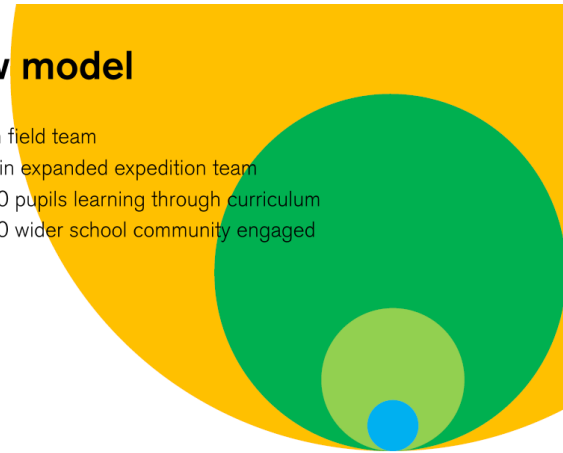 model
field team
in expanded expedition team
0 pupils learning through curriculum
0 wider school community engaged